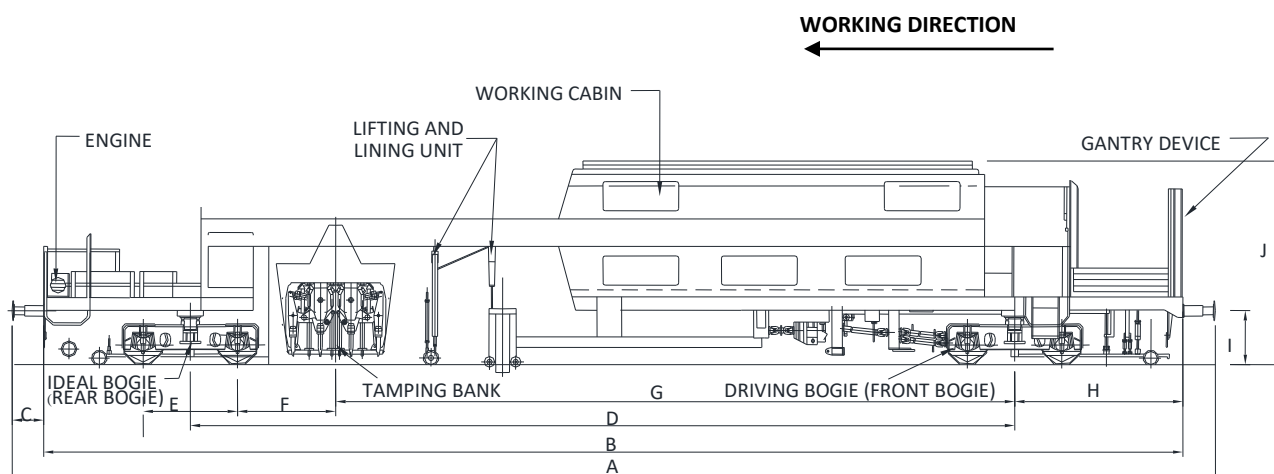 WORKING DIRECTION
WORKING CABIN
LIFTING AND
LINING UNIT
ENGINE
GANTRY DEVICE
J
I
IDEAL BOGIE
(REAR BOGIE)
TAMPING BANK
DRIVING BOGIE (FRONT BOGIE)
C
E
F
G
H
D
B
A